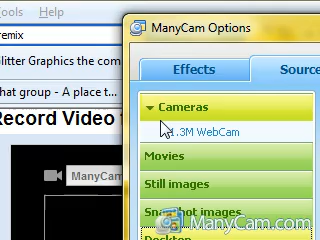 Tools Help
remix
ManyCam Options
Glitter Graphics the com
Effects
Source
hat group - A place t...
Cameras
Record Video
1.3M WebCam
ManyCam
Movies
Still images
Snapshot images
ManyCam.com
Desktop